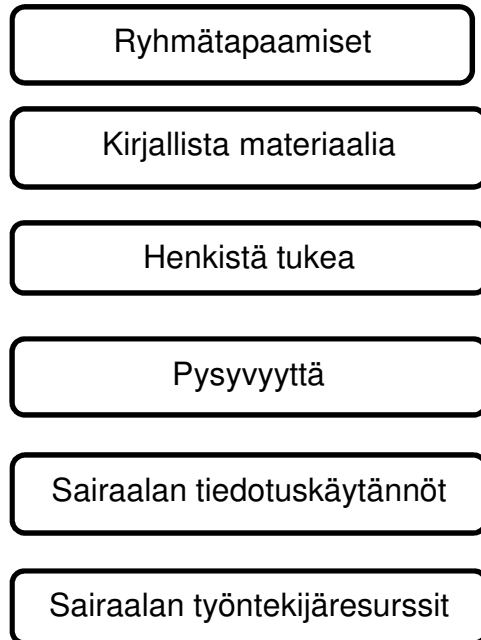 Ryhmätapaamiset
Kirjallista materiaalia
Henkistä tukea
Pysyvyyttä
Sairaalan tiedotuskäytännöt
Sairaalan työntekijäresurssit